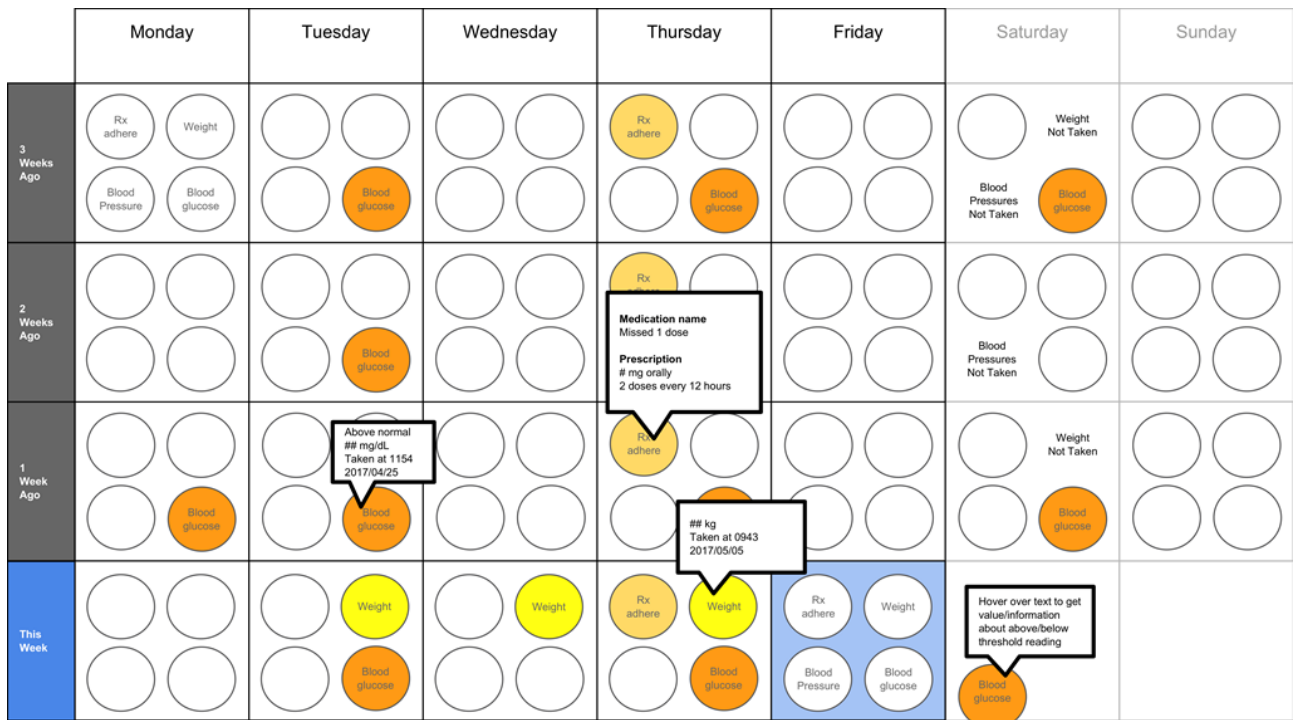 Monday Tuesday Wednesday Thursday Friday Saturday Sunday
3
Weeks
Ago
Rx
adhere
Weight
Blood
Pressure
Blood
glucose
Blood
glucose
Rx
adhere
Blood
glucose
Weight
Not Taken
Blood
Pressures
Not Taken
Blood
glucose
2
Weeks
Ago
Blood
glucose
Rx
adhere
Medication name
Missed 1 dose
Prescription
# mg orally
2 doses every 12 hours
Blood
Pressures
Not Taken
1
Week
Ago
Blood
glucose
Above normal
## mg/dL
Taken at 1154
2017/04/25
Blood
glucose
Rx
adhere
## kg
Taken at 0943
2017/05/05
Weight
Not Taken
Blood
glucose
This
Week
Weight
Blood
glucose
Weight
Rx
adhere
Weight
Blood
glucose
Rx
adhere
Weight
Blood
Pressure
Blood
glucose
Hover over text to get
value/information
about above/below
threshold reading
Blood
glucose